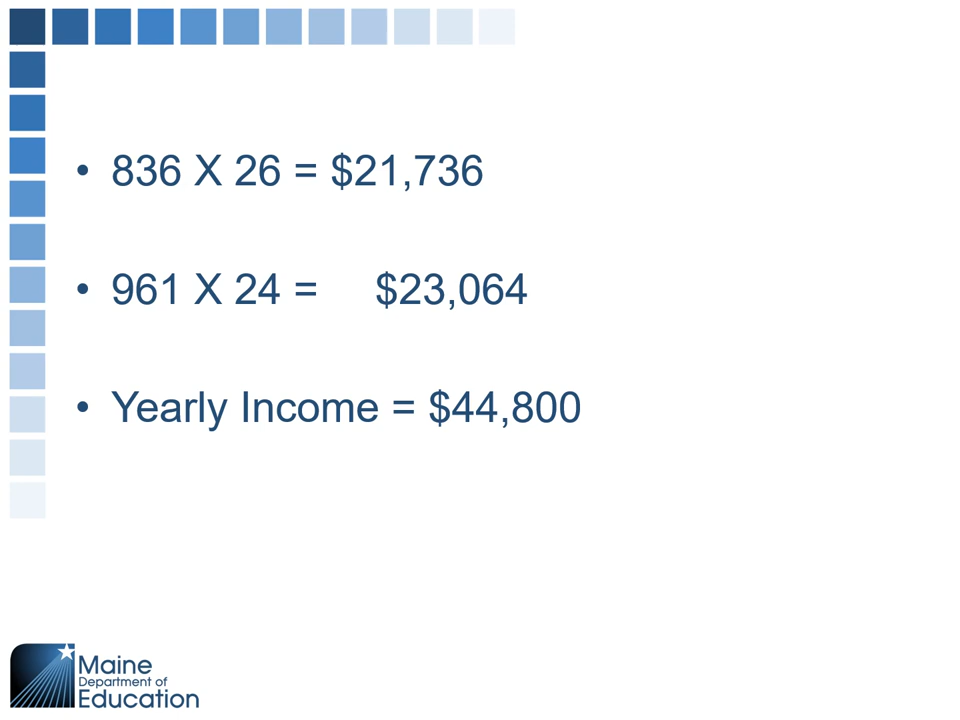 • 836 X 26 = $21,736
• 961 X 24 = $23,064
• Yearly Income = $44,800
Maine
Department of
Education